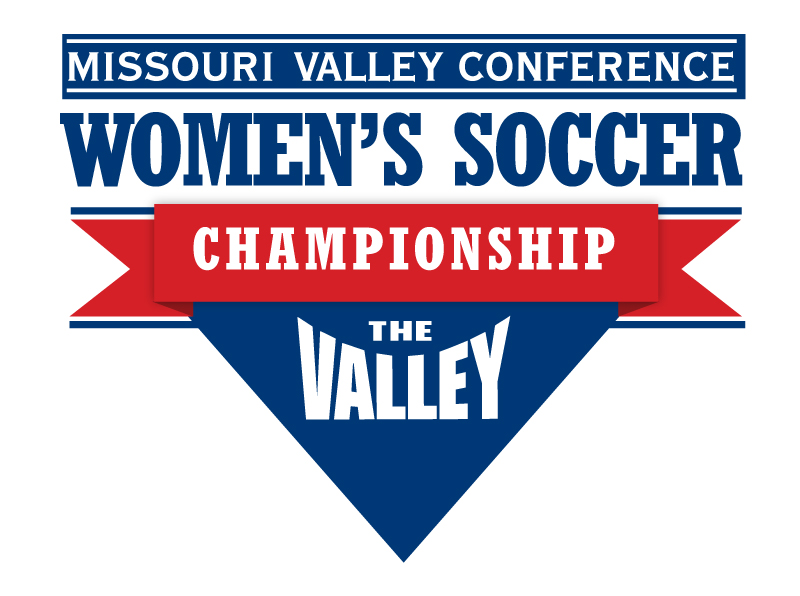 MISSOURI VALLEY CONFERENCE
WOMEN'S SOCCER
CHAMPIONSHIP
THE
VALLEY